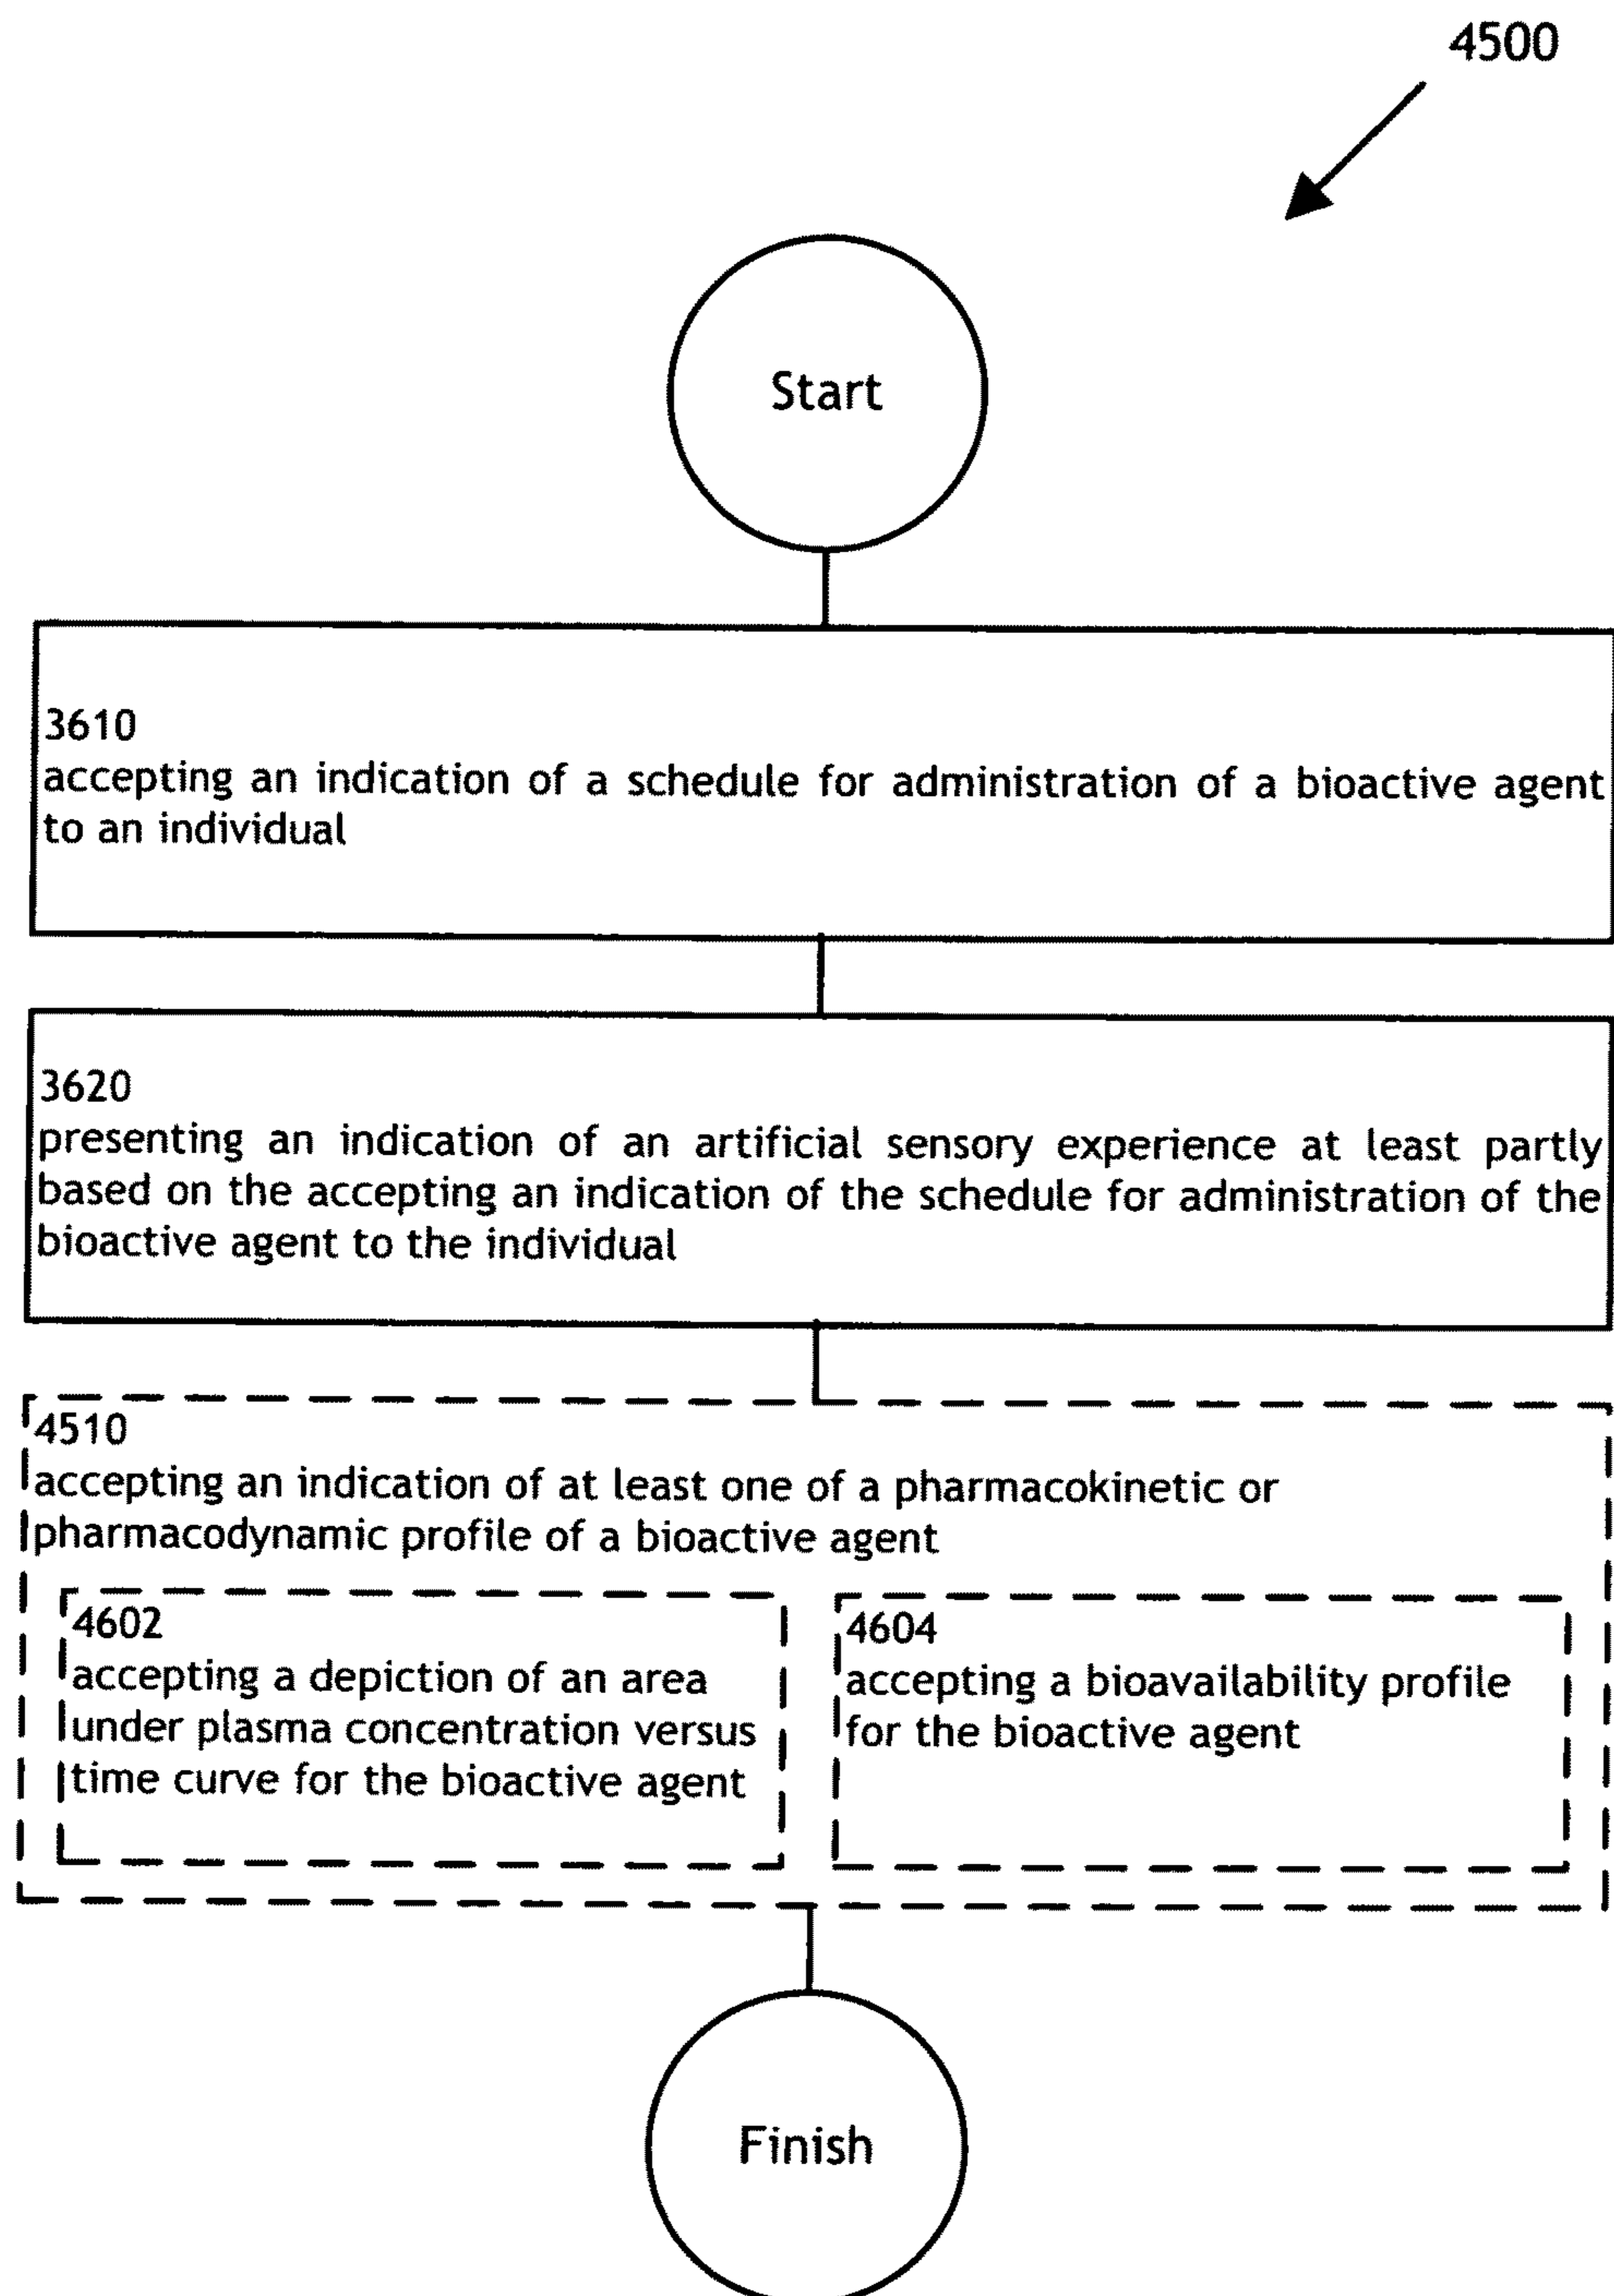 4500
Start
3610
accepting an indication of a schedule for administration of a bioactive agent
to an individual
3620
presenting an indication of an artificial sensory experience at least partly
based on the accepting an indication of the schedule for administration of the
bioactive agent to the individual
4510
accepting an indication of at least one of a pharmacokinetic or
pharmacodynamic profile of a bioactive agent
4602
accepting a depiction of an area
under plasma concentration versus
time curve for the bioactive agent
4604
accepting a bioavailability profile
for the bioactive agent
Finish